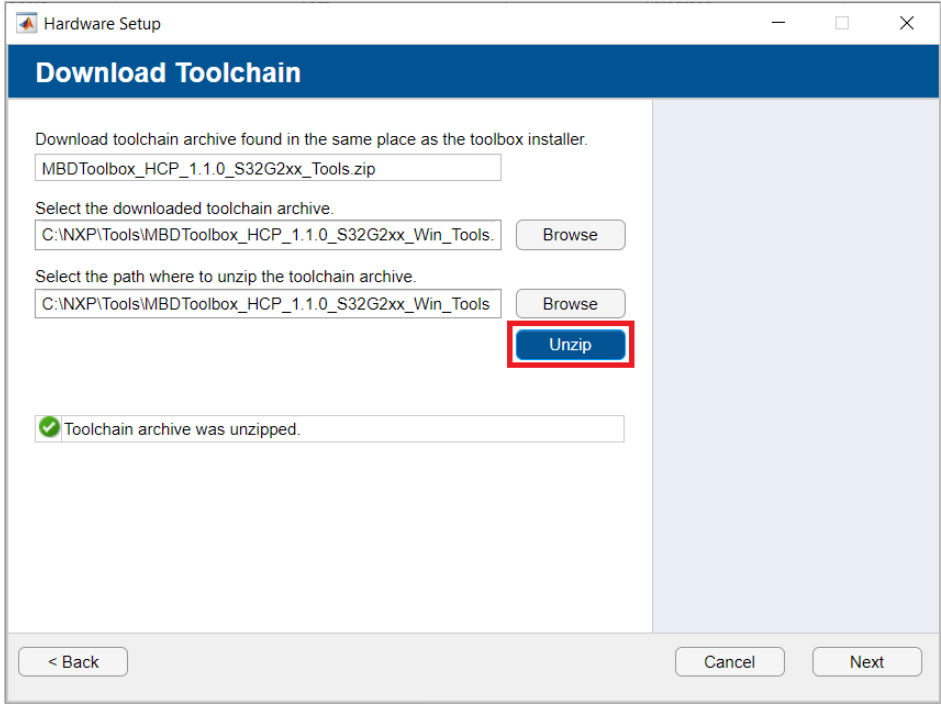 Hardware Setup
Download Toolchain
Download toolchain archive found in the same place as the toolbox installer.
MBDToolbox_HCP_1.1.0_S32G2xx_Tools.zip
Select the downloaded toolchain archive.
C:\NXP\Tools\MBDToolbox_HCP_1.1.0_S32G2xx_Win_Tools. Browse
Select the path where to unzip the toolchain archive.
C:\NXP\Tools\MBDToolbox_HCP_1.1.0_S32G2xx_Win_Tools Browse
Unzip
Toolchain archive was unzipped.
< Back Cancel Next